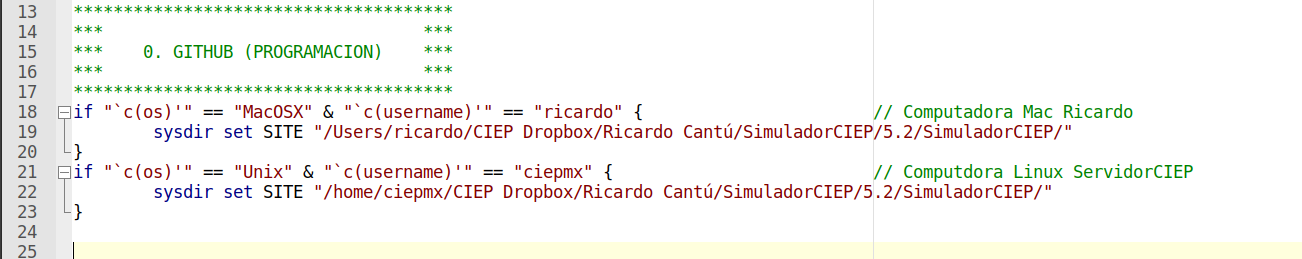 13 **************************************
14 ***                                ***
15 ***    0. GITHUB (PROGRAMACION)    ***
16 ***                                ***
17 **************************************
18 if "`c(os)'" == "MacOSX" & "`c(username)'" == "ricardo" {                       // Computadora Mac Ricardo
19         sysdir set SITE "/Users/ricardo/CIEP Dropbox/Ricardo Cantú/SimuladorCIEP/5.2/SimuladorCIEP/"
20 }
21 if "`c(os)'" == "Unix" & "`c(username)'" == "ciepmx" {                          // Computdora Linux ServidorCIEP
22         sysdir set SITE "/home/ciepmx/CIEP Dropbox/Ricardo Cantú/SimuladorCIEP/5.2/SimuladorCIEP/"
23 }
24
25